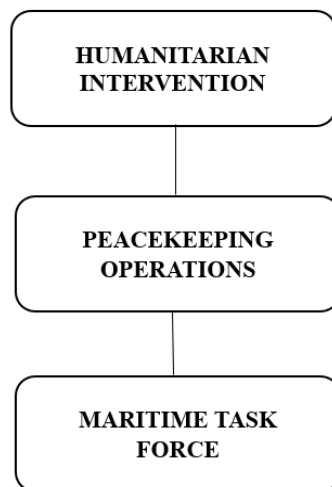 HUMANITARIAN
INTERVENTION
PEACEKEEPING
OPERATIONS
MARITIME TASK
FORCE